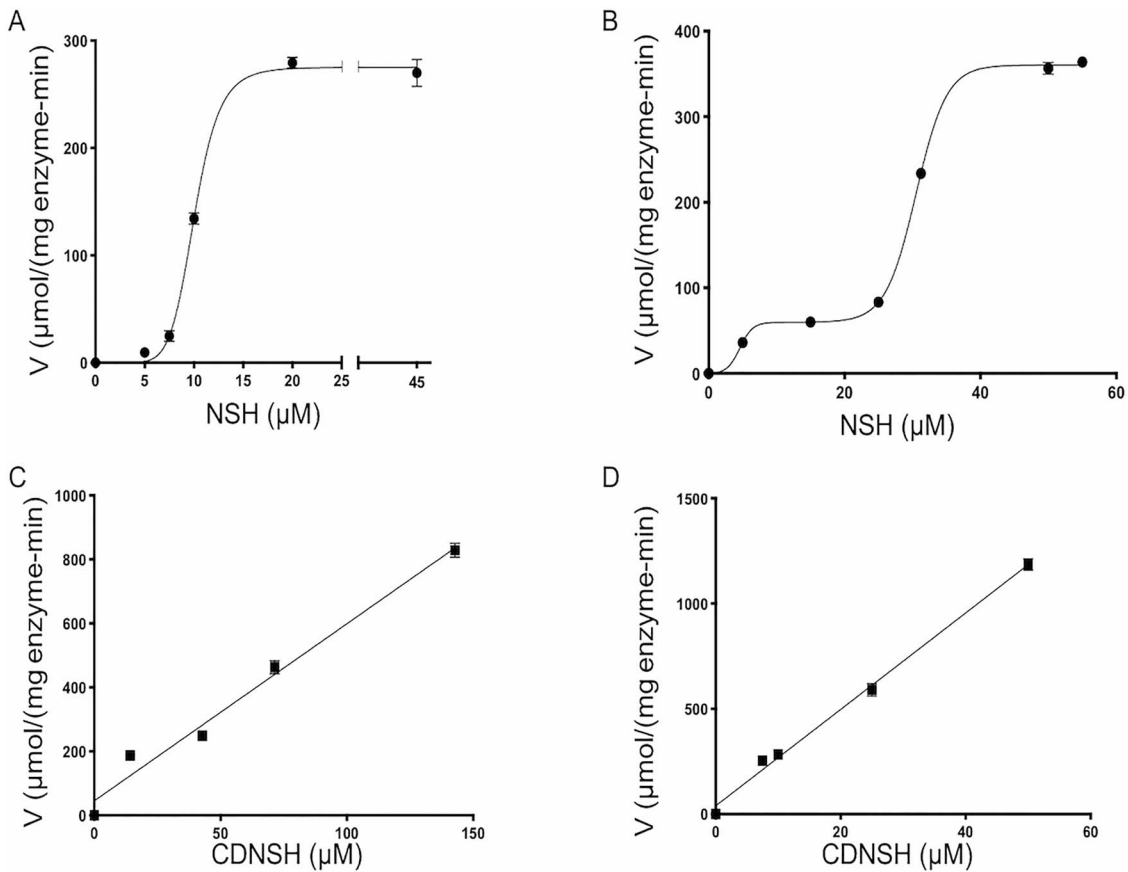 A
V (µmol/(mg enzyme-min)
300
200
100
0
0 5 10 15 20 25 45
NSH (µM)
B
V (µmol/(mg enzyme-min)
400
300
200
100
0
0 20 40 60
NSH (µM)
C
V (µmol/(mg enzyme-min)
1000
800
600
400
200
0
0 50 100 150
CDNSH (µM)
D
V (µmol/(mg enzyme-min)
1500
1000
500
0
0 20 40 60
CDNSH (µM)